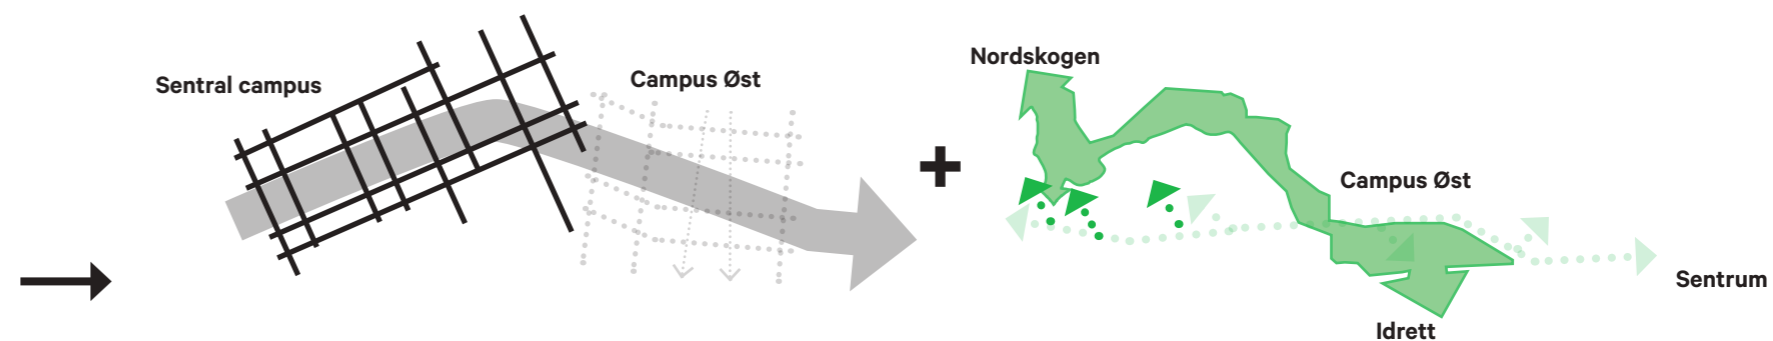 Sentral campus
Campus Øst
+
Nordskogen
Campus Øst
Sentrum
Idrett